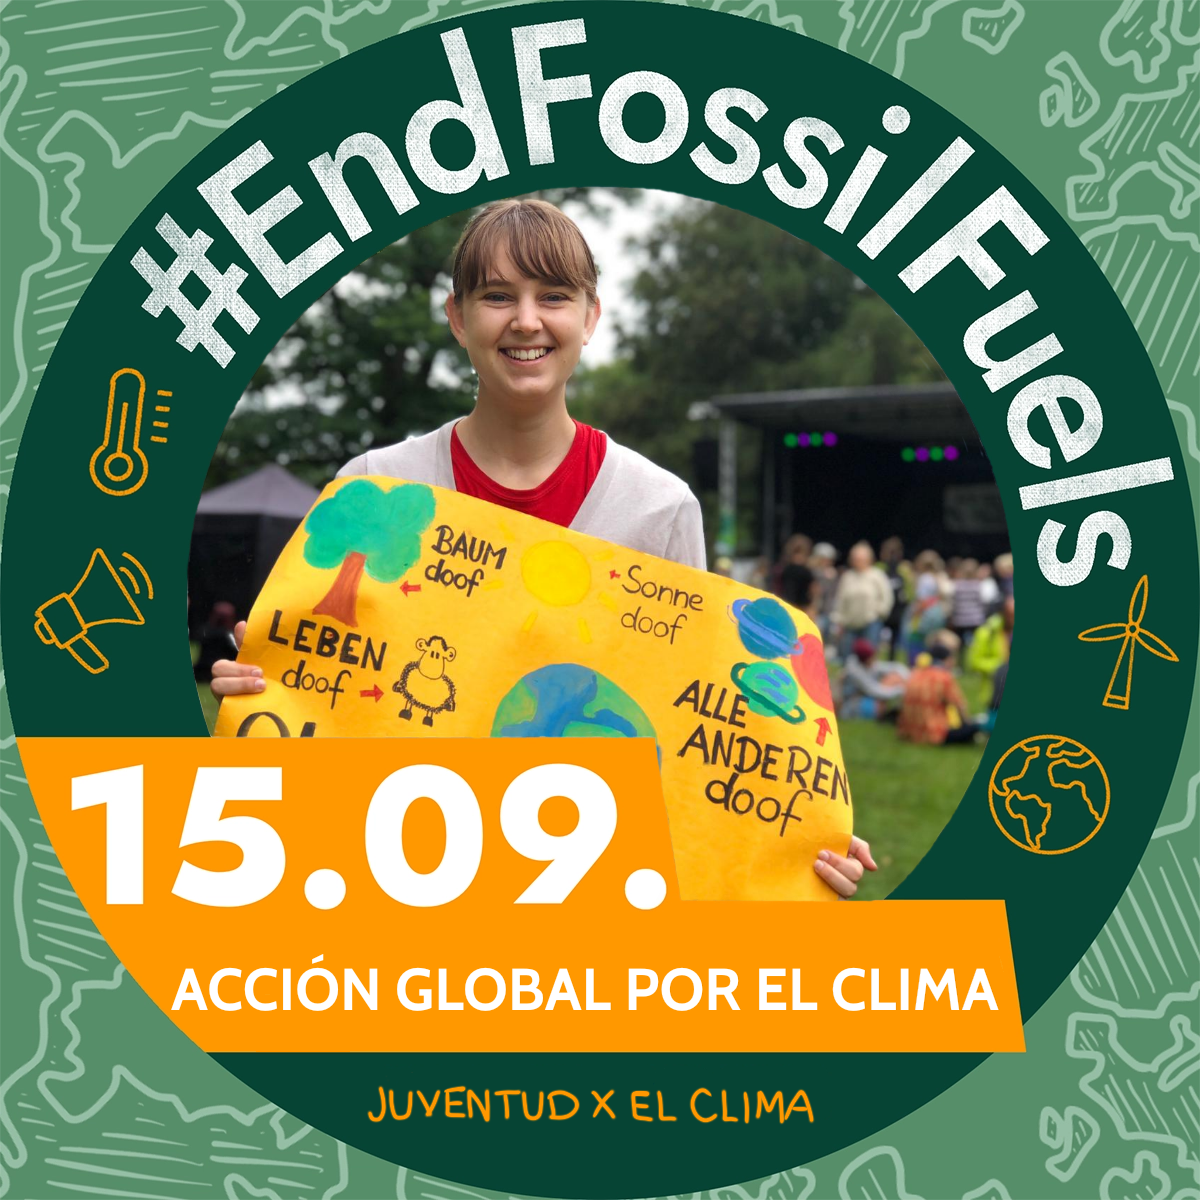 #EndFossilFuels
BAUM
doof
Sonne
doof
LEBEN
doof
ALLE
ANDEREN
doof
15.09.
ACCIÓN GLOBAL POR EL CLIMA
JUVENTUD X EL CLIMA